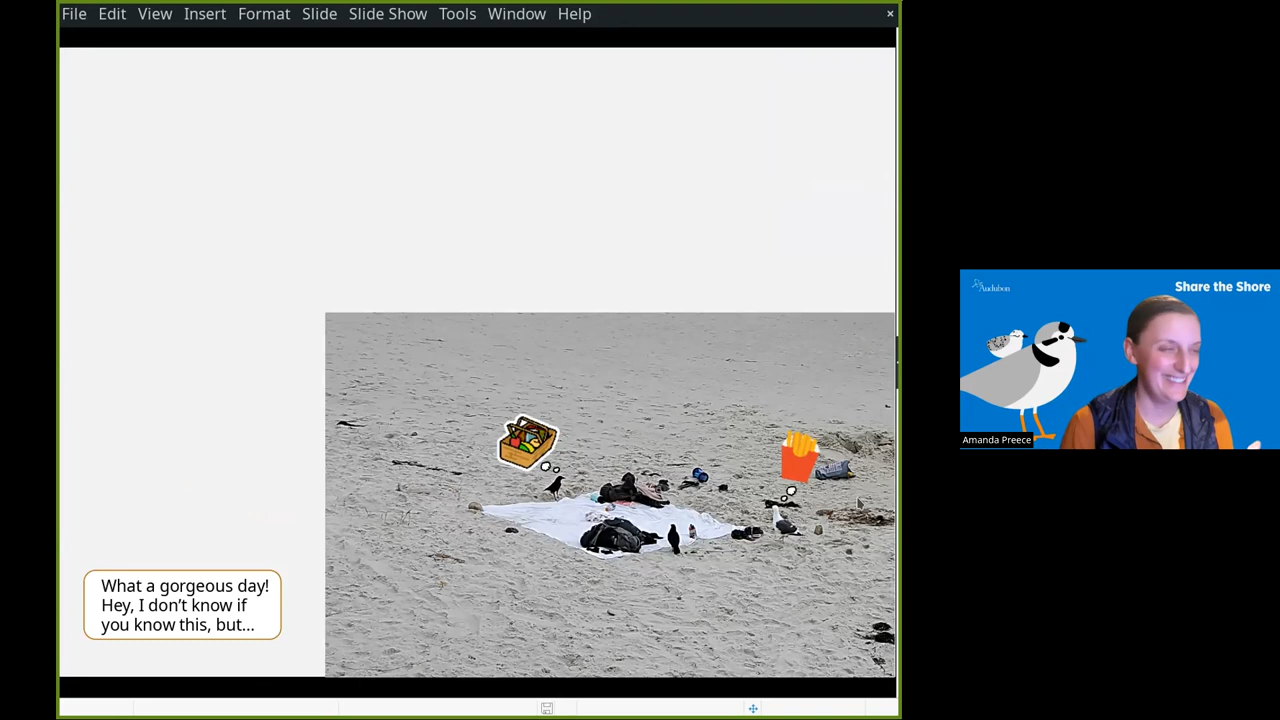 File Edit View Insert Format Slide Slide Show Tools Window Help
Audubon
Share the Shore
Amanda Preece
What a gorgeous day!
Hey, I don't know if
you know this, but...